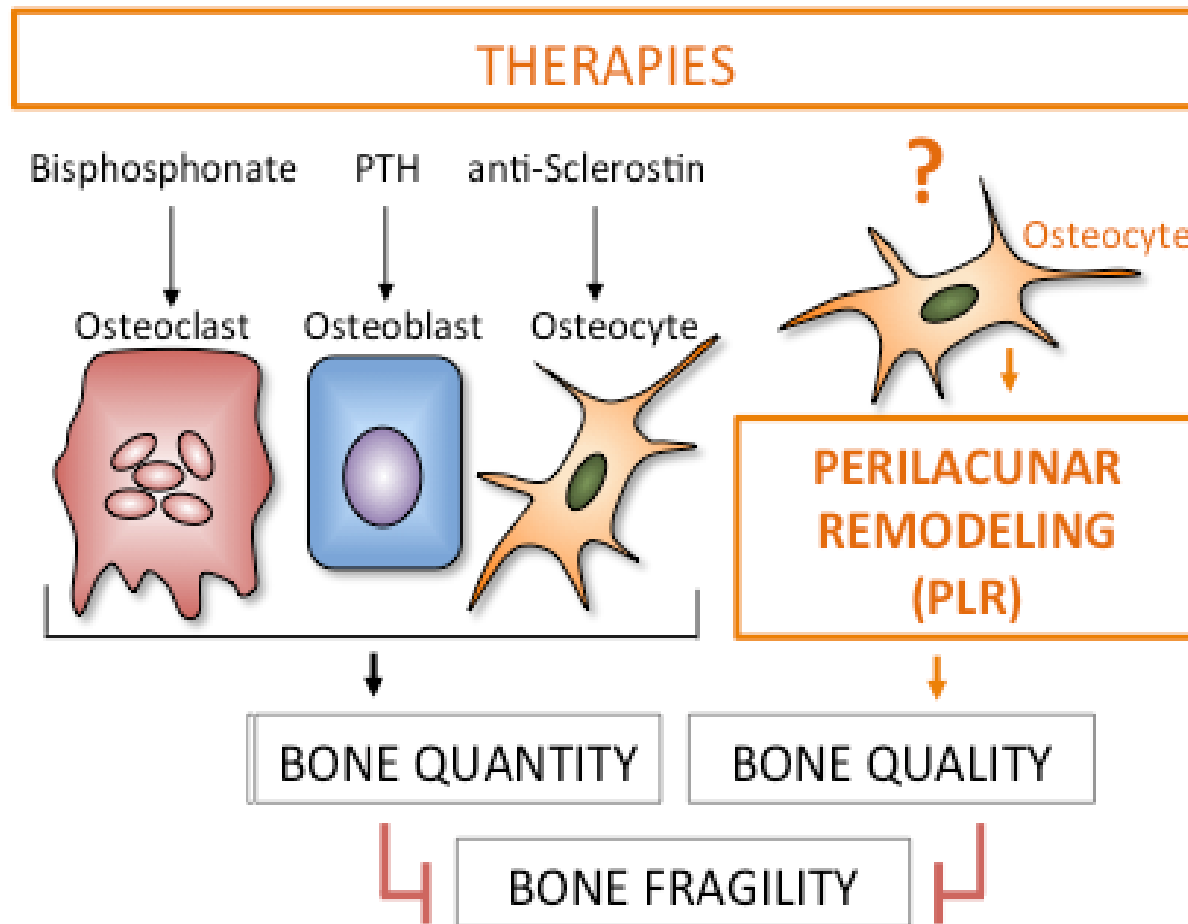 THERAPIES
Bisphosphonate PTH anti-Sclerostin
?
Osteocyte
Osteoclast Osteoblast Osteocyte
PERILACUNAR
REMODELING
(PLR)
BONE QUANTITY BONE QUALITY
BONE FRAGILITY